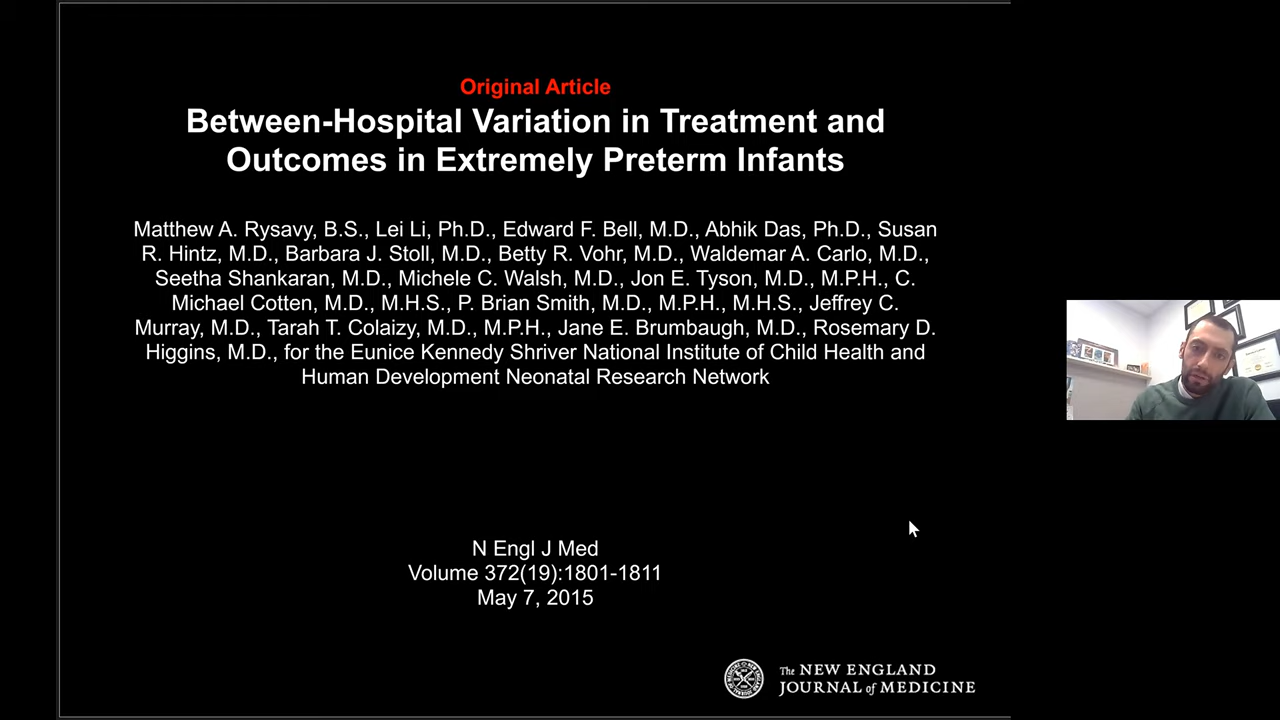 Original Article
Between-Hospital Variation in Treatment and
Outcomes in Extremely Preterm Infants
Matthew A. Rysavy, B.S., Lei Li, Ph.D., Edward F. Bell, M.D., Abhik Das, Ph.D., Susan
R. Hintz, M.D., Barbara J. Stoll, M.D., Betty R. Vohr, M.D., Waldemar A. Carlo, M.D.,
Seetha Shankaran, M.D., Michele C. Walsh, M.D., Jon E. Tyson, M.D., M.P.H., C.
Michael Cotten, M.D., M.H.S., P. Brian Smith, M.D., M.P.H., M.H.S., Jeffrey C.
Murray, M.D., Tarah T. Colaizy, M.D., M.P.H., Jane E. Brumbaugh, M.D., Rosemary D.
Higgins, M.D., for the Eunice Kennedy Shriver National Institute of Child Health and
Human Development Neonatal Research Network
N Engl J Med
Volume 372(19):1801-1811
May 7, 2015
The NEW ENGLAND
JOURNAL of MEDICINE